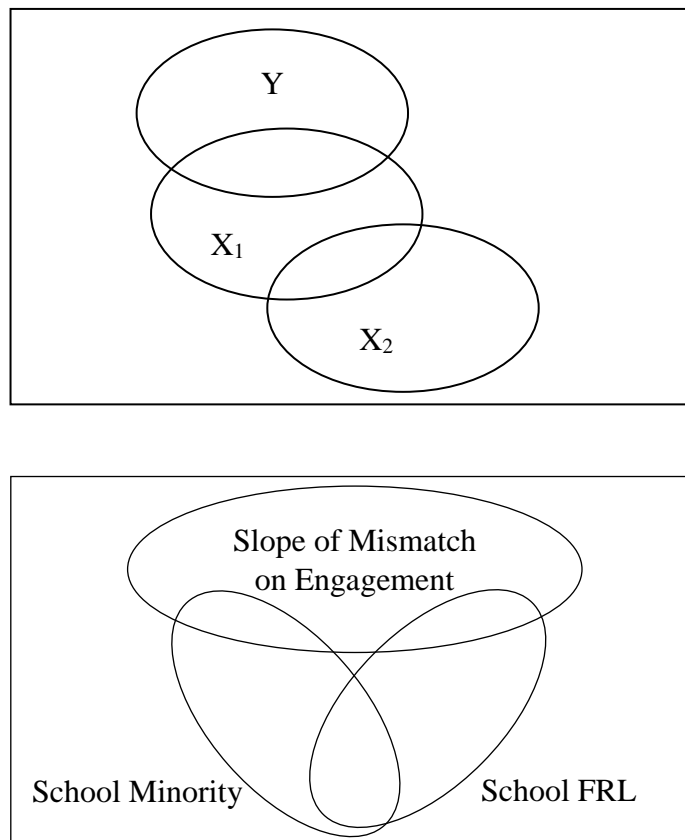 Y
X₁
X₂
Slope of Mismatch
on Engagement
School Minority
School FRL